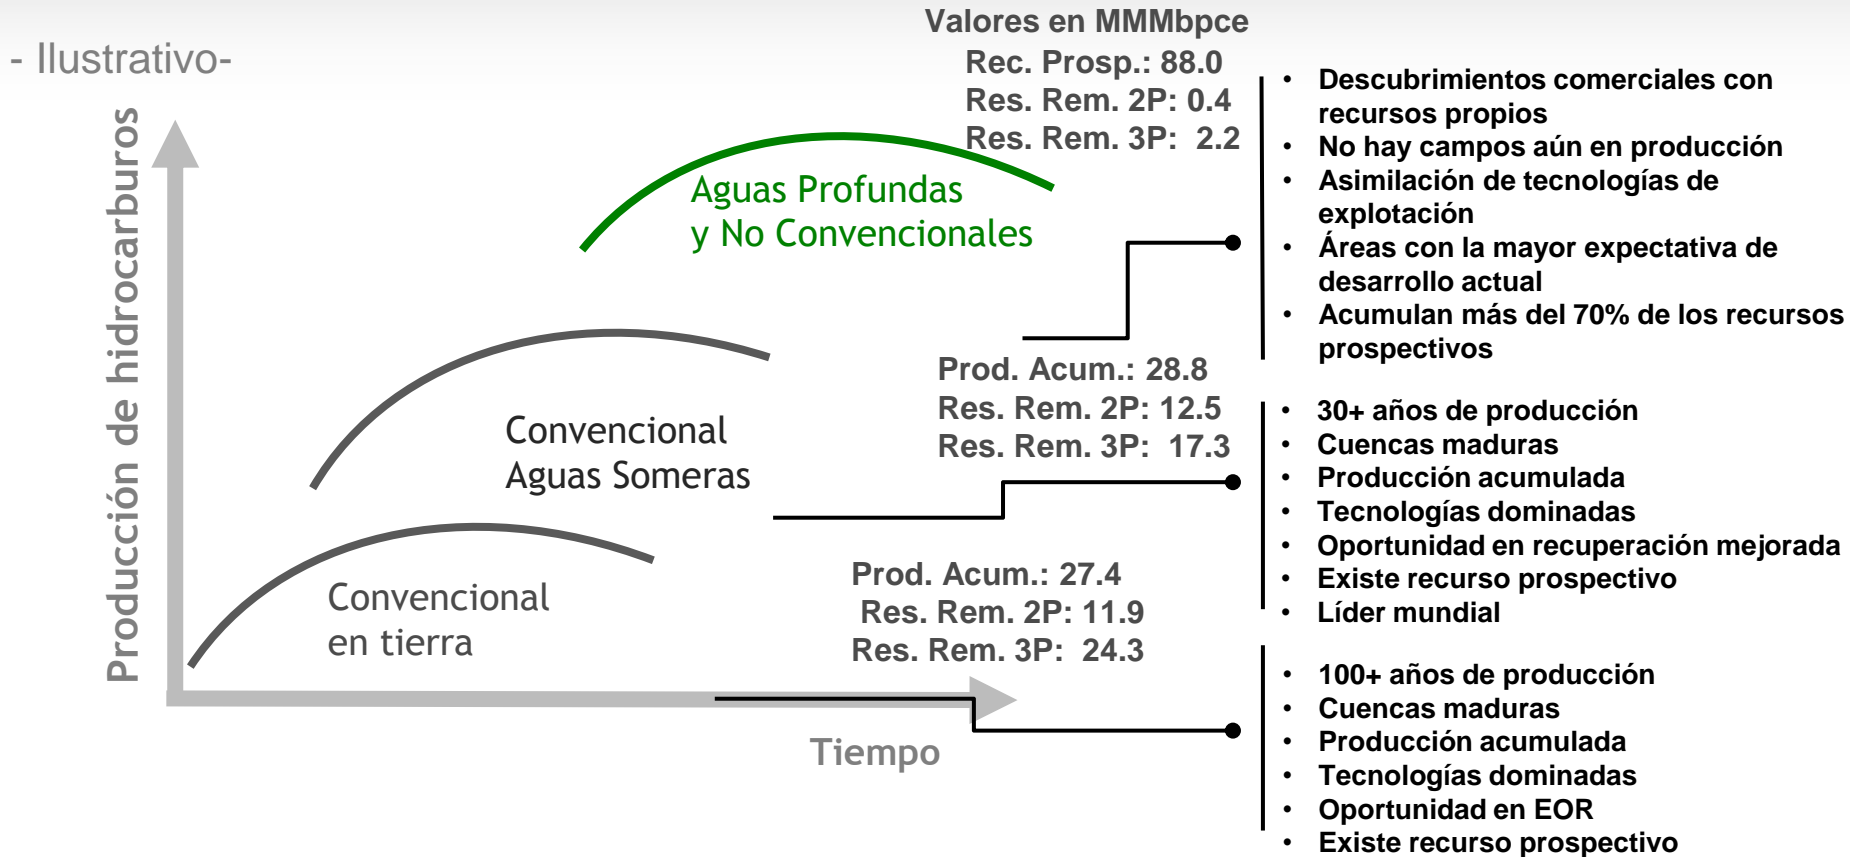 Valores en MMMbpce
- Ilustrativo-
Rec. Prosp.: 88.0
Res. Rem. 2P: 0.4
Res. Rem. 3P: 2.2
• Descubrimientos comerciales con
recursos propios
• No hay campos aún en producción
• Asimilación de tecnologías de
explotación
• Áreas con la mayor expectativa de
desarrollo actual
• Acumulan más del 70% de los recursos
prospectivos
Producción de hidrocarburos
Aguas Profundas
y No Convencionales
Prod. Acum.: 28.8
Res. Rem. 2P: 12.5
Res. Rem. 3P: 17.3
Convencional
Aguas Someras
• 30+ años de producción
• Cuencas maduras
• Producción acumulada
• Tecnologías dominadas
• Oportunidad en recuperación mejorada
• Existe recurso prospectivo
• Líder mundial
Prod. Acum.: 27.4
Res. Rem. 2P: 11.9
Res. Rem. 3P: 24.3
Convencional
en tierra
• 100+ años de producción
• Cuencas maduras
• Producción acumulada
• Tecnologías dominadas
• Oportunidad en EOR
• Existe recurso prospectivo
Tiempo